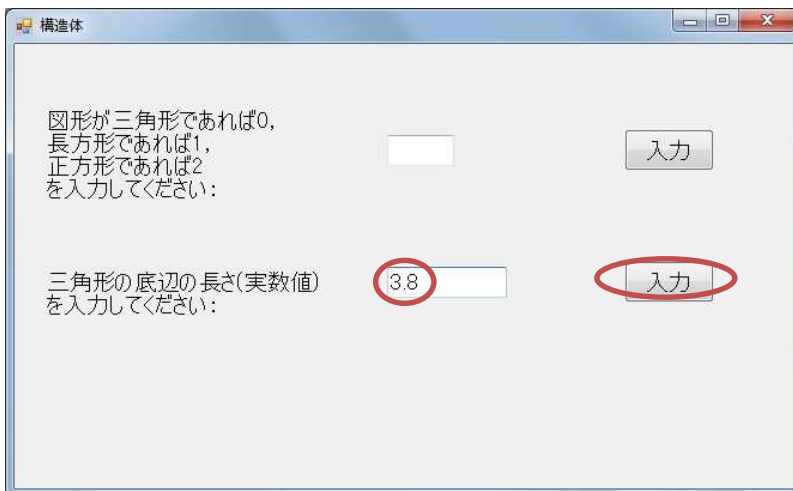 構造体
図形が三角形であれば0,
長方形であれば1,
正方形であれば2
を入力してください:
入力
三角形の底辺の長さ(実数値)
を入力してください:
3.8
入力